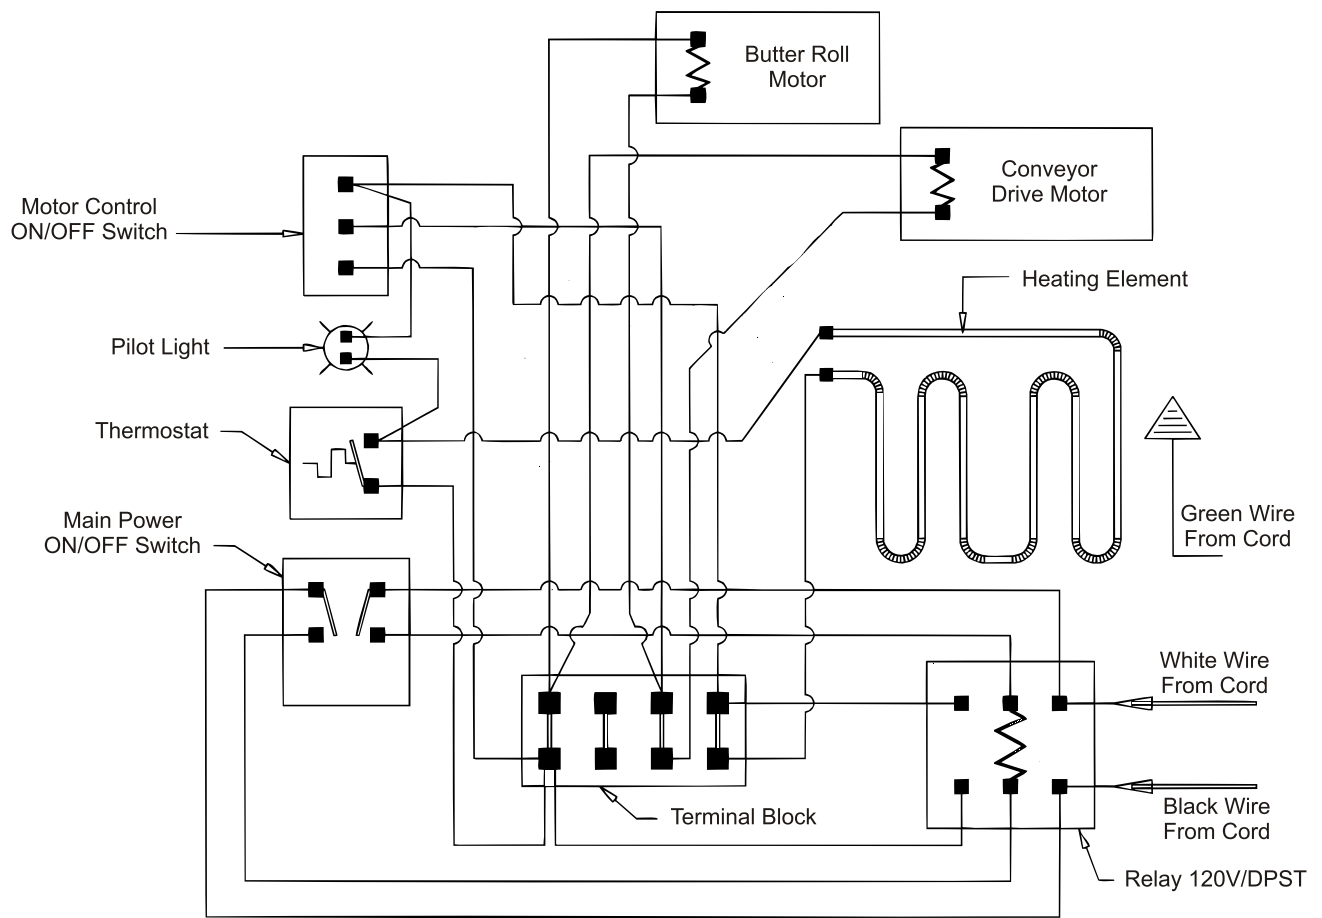 Butter Roll
Motor
Conveyor
Drive Motor
Motor Control
ON/OFF Switch
Heating Element
Pilot Light
Thermostat
Main Power
ON/OFF Switch
Green Wire
From Cord
White Wire
From Cord
Black Wire
From Cord
Terminal Block
Relay 120V/DPST